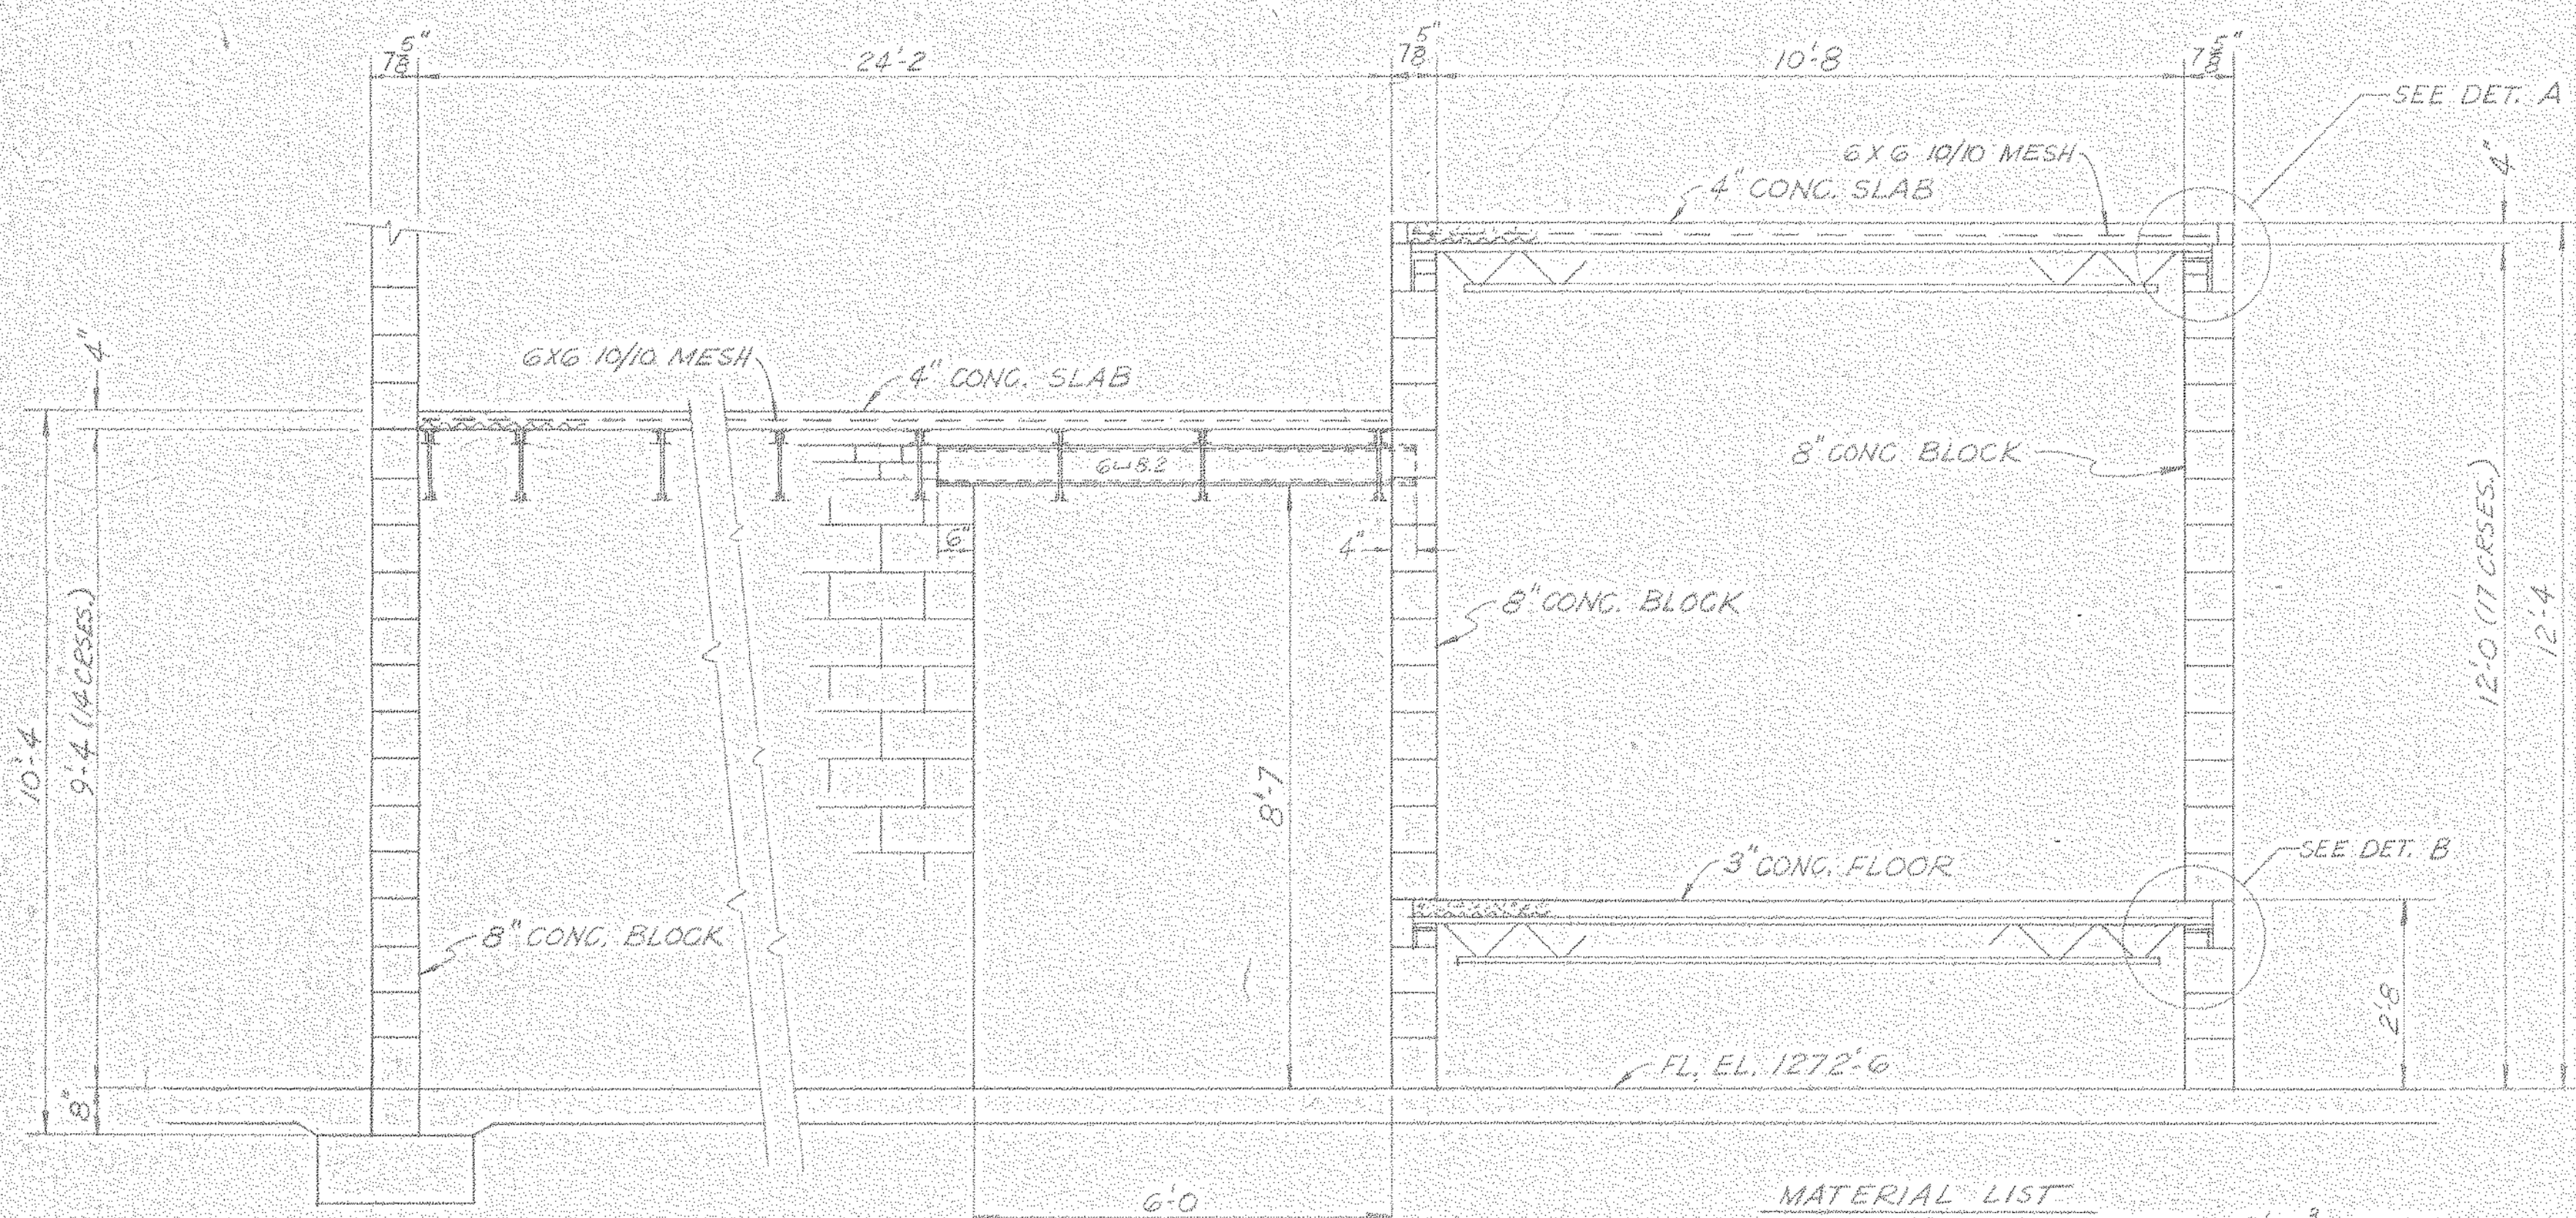 7 5/8"
24'-2
7 5/8"
10'-8
7 5/8"
SEE DET. A
6 X 6 10/10 MESH
4" CONC. SLAB
4"
4"
6X6 10/10 MESH
4" CONC. SLAB
6W8.2
8" CONC BLOCK
6"
4"
8" CONC. BLOCK
12'-0 (17 CRSES.)
12'-4
10'-4
9'-4 (14 CRSES.)
8'-7
3" CONC. FLOOR
SEE DET. B
8" CONC. BLOCK
2'-8
FL. EL. 1272'-6
8"
6'-0
MATERIAL LIST